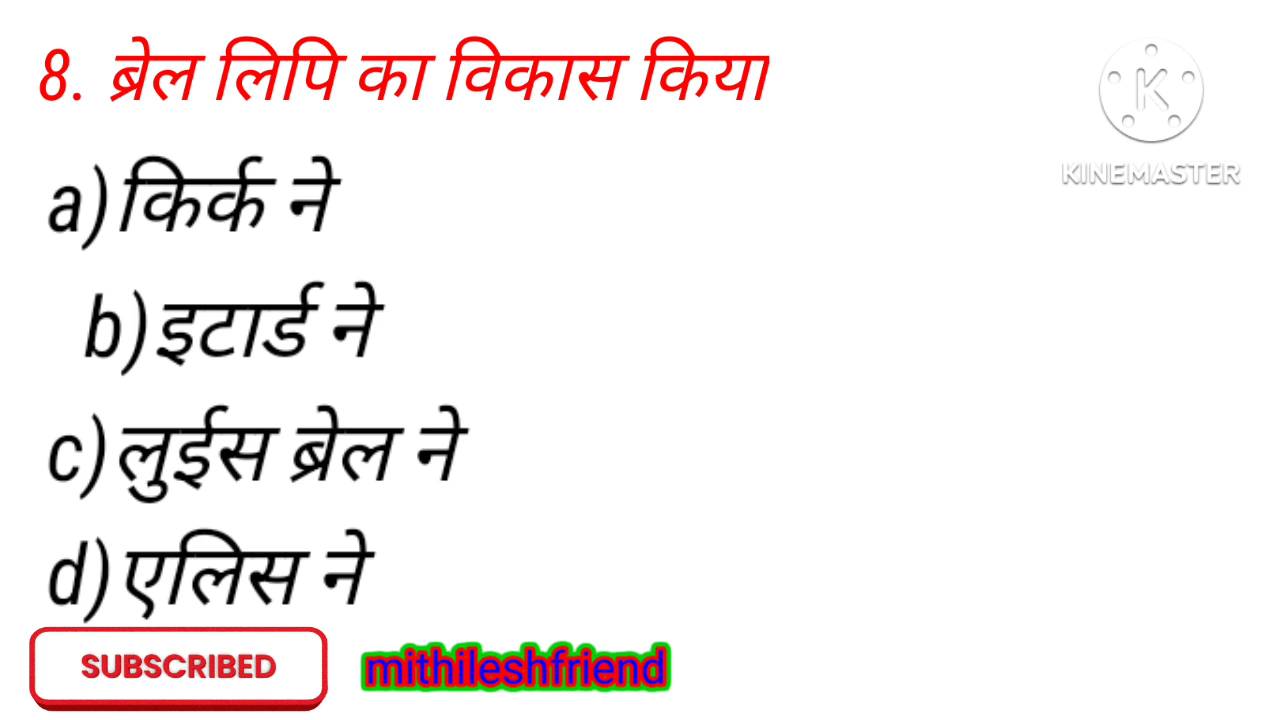 8. ब्रेल लिपि का विकास किया
K
KINEMASTER
a)किर्क ने
b)इटार्ड ने
c)लुईस ब्रेल ने
d)एलिस ने
SUBSCRIBED
mithileshfriend